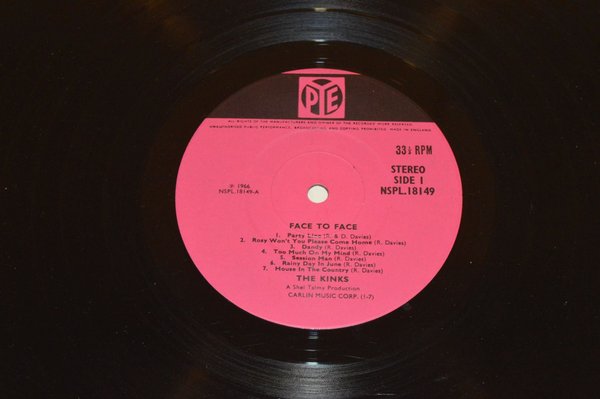 PYE
ALL RIGHTS OF THE MANUFACTURERS AND OWNER OF THE RECORDED WORK RESERVED.
UNAUTHORISED PUBLIC PERFORMANCE, BROADCASTING AND COPYING PROHIBITED. MADE IN ENGLAND
33⅓ RPM
STEREO
SIDE 1
NSPL.18149
℗ 1966
NSPL.18149-A
FACE TO FACE
1. Party Line (R. & D. Davies)
2. Rosy Won't You Please Come Home (R. Davies)
3. Dandy (R. Davies)
4. Too Much On My Mind (R. Davies)
5. Session Man (R. Davies)
6. Rainy Day In June (R. Davies)
7. House In The Country (R. Davies)
THE KINKS
A Shel Talmy Production
CARLIN MUSIC CORP. (1-7)